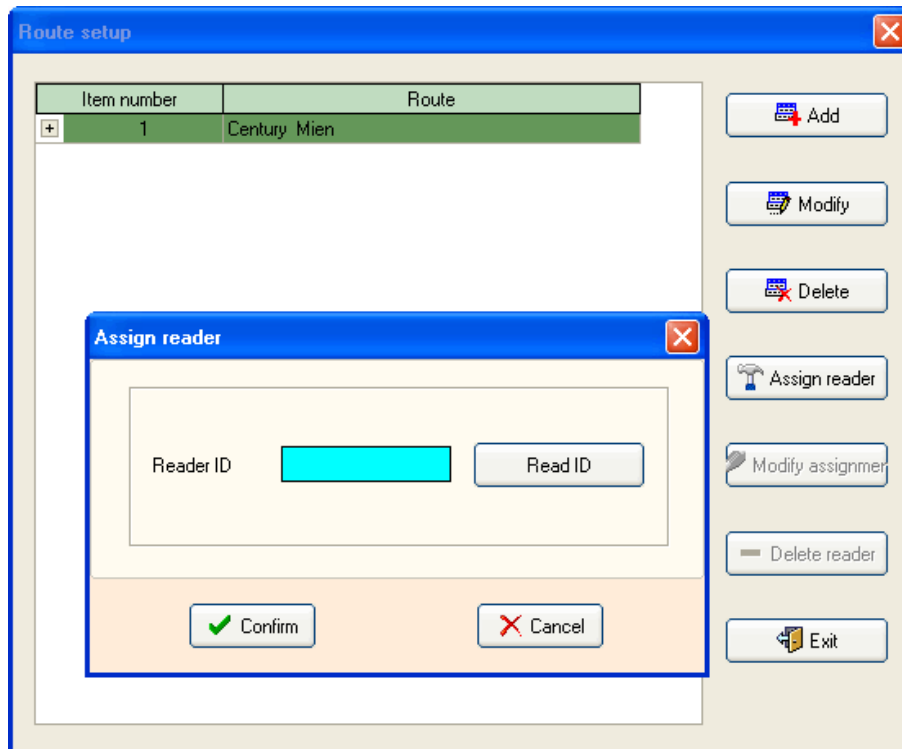 Route setup
Item number Route
1 Century Mien
Add
Modify
Delete
Assign reader
Modify assignmer
Delete reader
Exit
Assign reader
Reader ID Read ID
Confirm Cancel